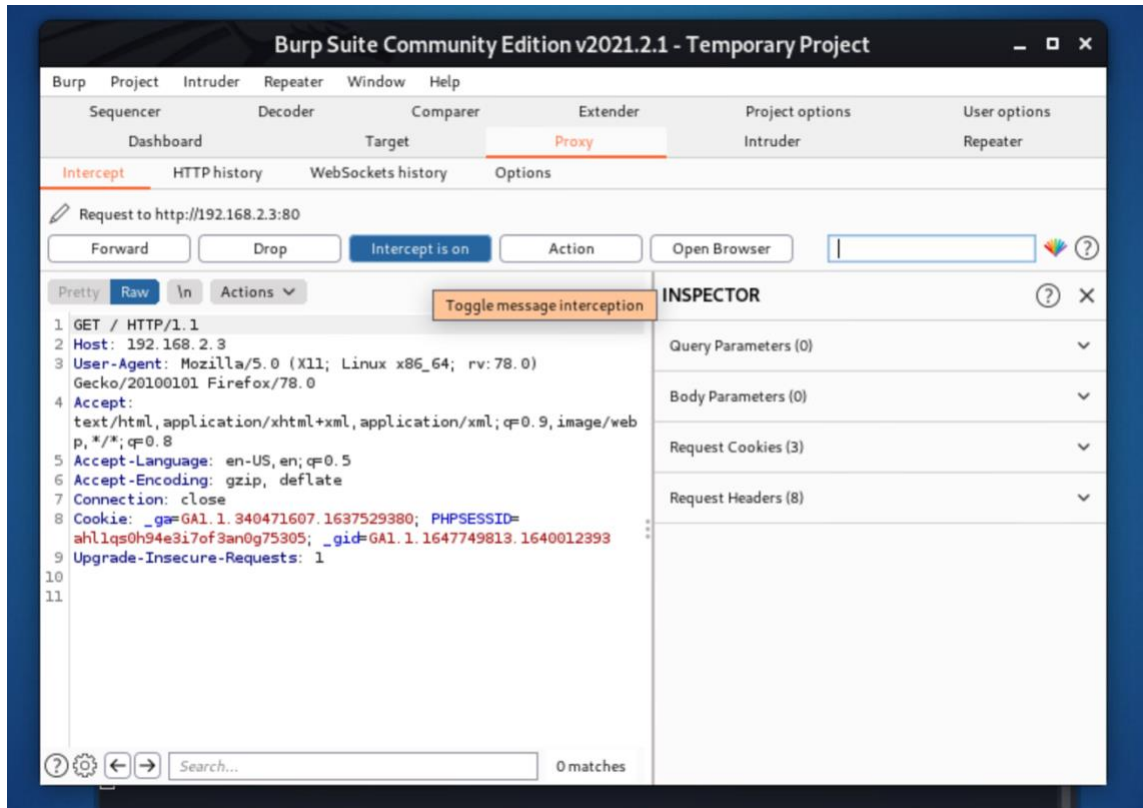 Burp Suite Community Edition v2021.2.1 - Temporary Project
Burp Project Intruder Repeater Window Help
Sequencer Decoder Comparer Extender Project options User options
Dashboard Target Proxy Intruder Repeater
Intercept HTTP history WebSockets history Options
Request to http://192.168.2.3:80
Forward Drop Intercept is on Action Open Browser
Pretty Raw \n Actions
Toggle message interception
INSPECTOR
1 GET / HTTP/1.1
2 Host: 192.168.2.3
3 User-Agent: Mozilla/5.0 (X11; Linux x86_64; rv:78.0)
Gecko/20100101 Firefox/78.0
4 Accept:
text/html,application/xhtml+xml,application/xml;q=0.9,image/web
p,*/*;q=0.8
5 Accept-Language: en-US,en;q=0.5
6 Accept-Encoding: gzip, deflate
7 Connection: close
8 Cookie: _ga=GA1.1.340471607.1637529380; PHPSESSID=
ahl1qs0h94e3i7of3an0g75305; _gid=GA1.1.1647749813.1640012393
9 Upgrade-Insecure-Requests: 1
10
11
Query Parameters (0)
Body Parameters (0)
Request Cookies (3)
Request Headers (8)
Search...
0 matches